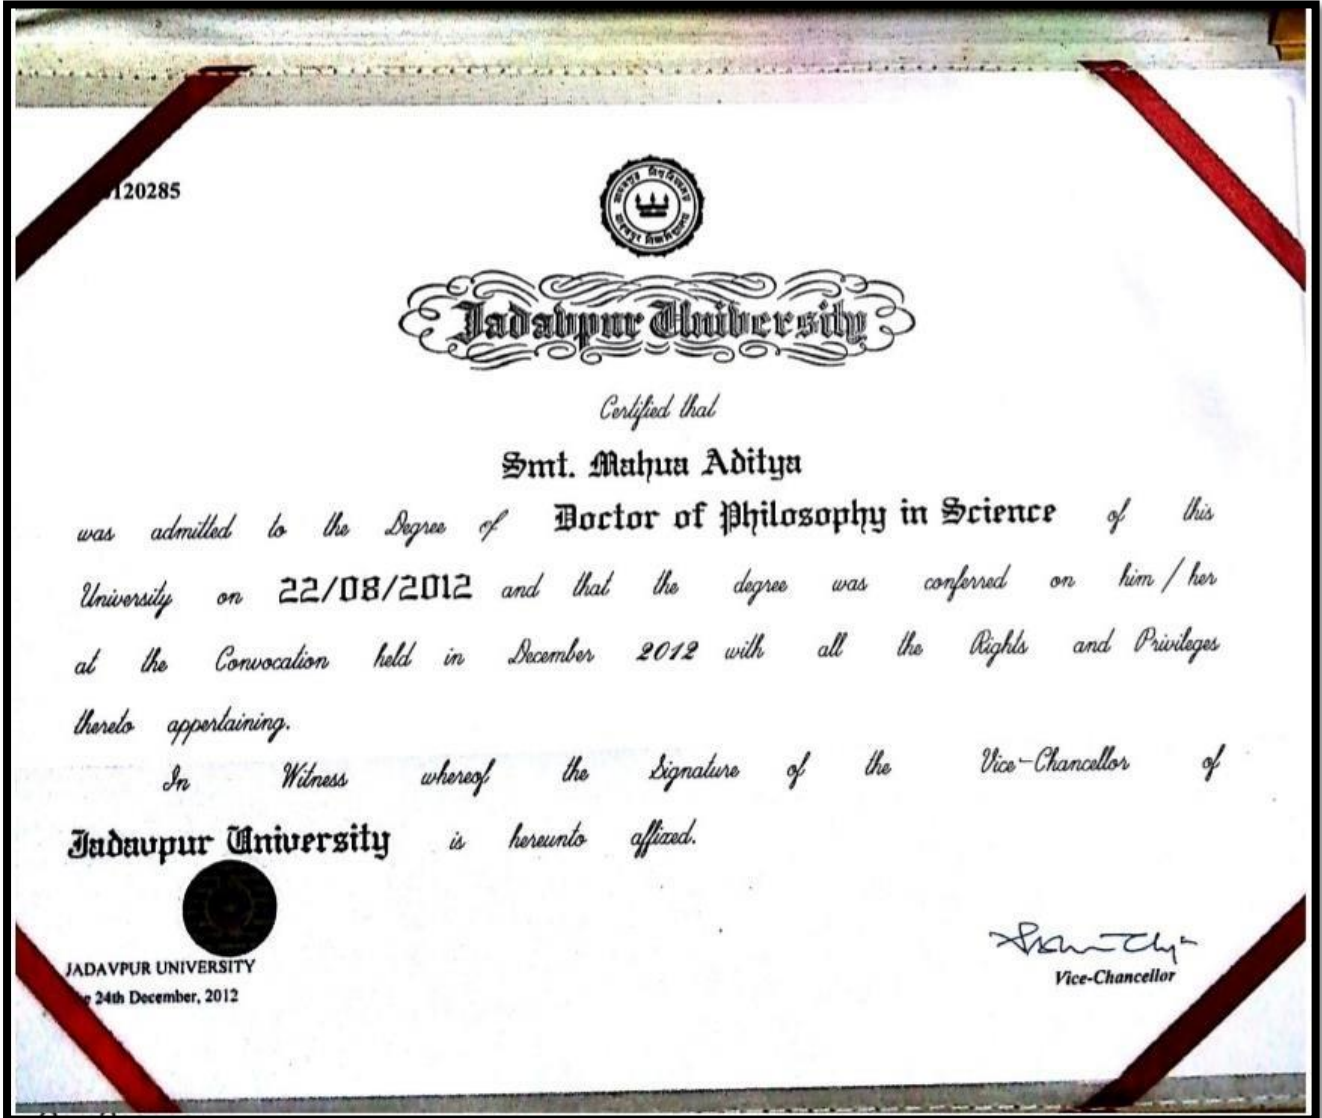 120285
যাদবপুর বিশ্ববিদ্যালয়
Jadavpur University
Certified that
Smt. Mahua Aditya
was admitted to the Degree of Doctor of Philosophy in Science of this
University on 22/08/2012 and that the degree was conferred on him / her
at the Convocation held in December 2012 with all the Rights and Privileges
thereto appertaining.
In Witness whereof the Signature of the Vice-Chancellor of
Jadavpur University is hereunto affixed.
JADAVPUR UNIVERSITY
24th December, 2012
Vice-Chancellor